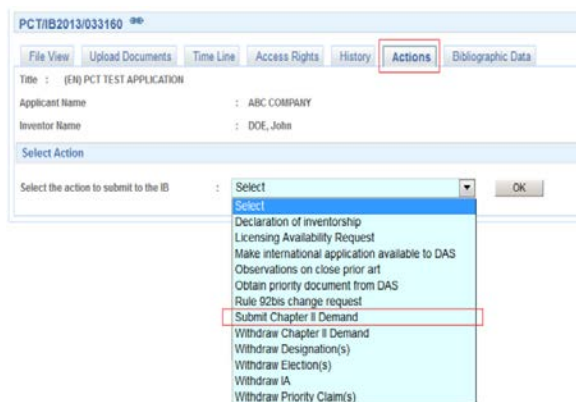 PCT/IB2013/033160
File View Upload Documents Time Line Access Rights History Actions Bibliographic Data
Title : (EN) PCT TEST APPLICATION
Applicant Name : ABC COMPANY
Inventor Name : DOE, John
Select Action
Select the action to submit to the IB : Select OK
Select
Declaration of inventorship
Licensing Availability Request
Make international application available to DAS
Observations on close prior art
Obtain priority document from DAS
Rule 92bis change request
Submit Chapter II Demand
Withdraw Chapter II Demand
Withdraw Designation(s)
Withdraw Election(s)
Withdraw IA
Withdraw Priority Claim(s)